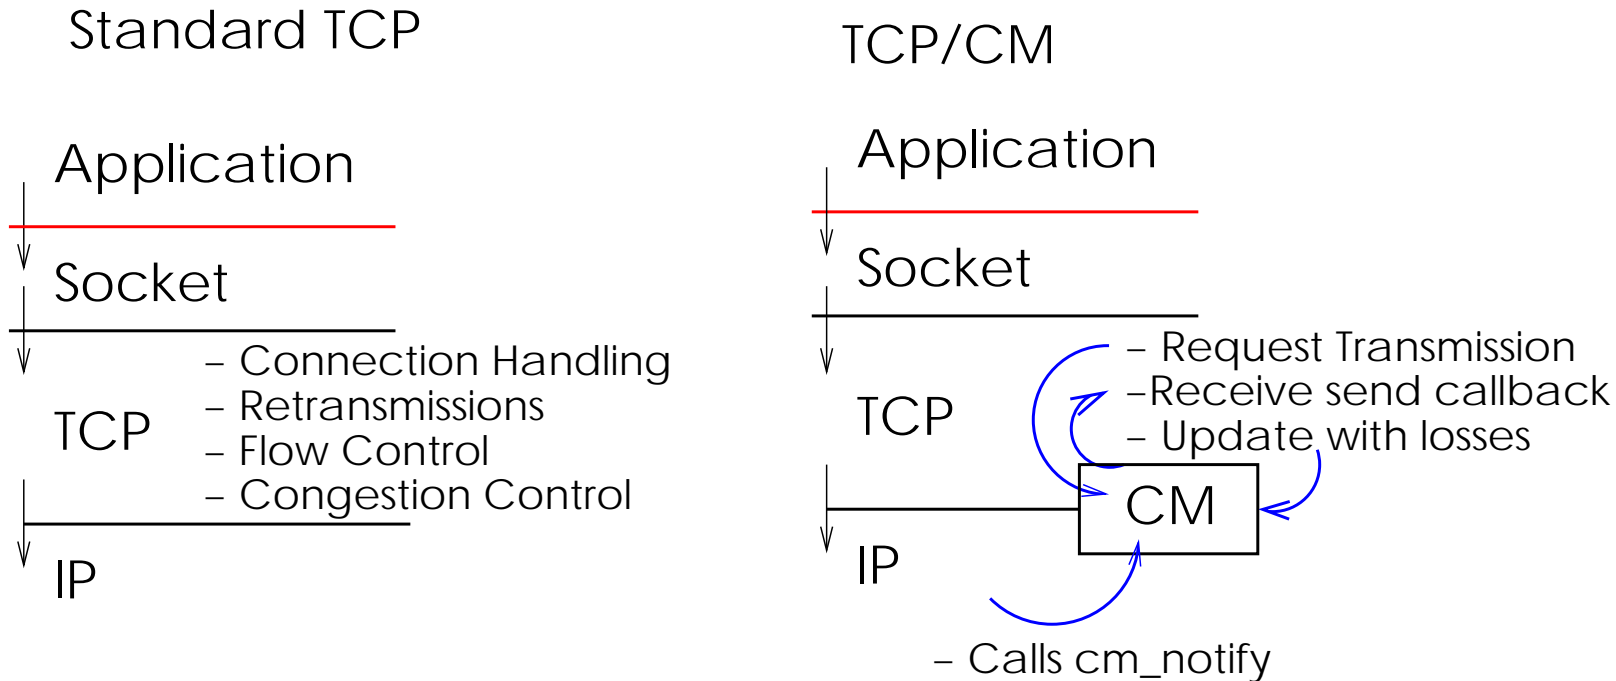 Standard TCP
Application
Socket
TCP
– Connection Handling
– Retransmissions
– Flow Control
– Congestion Control
IP
TCP/CM
Application
Socket
TCP
– Request Transmission
–Receive send callback
– Update with losses
CM
IP
– Calls cm_notify